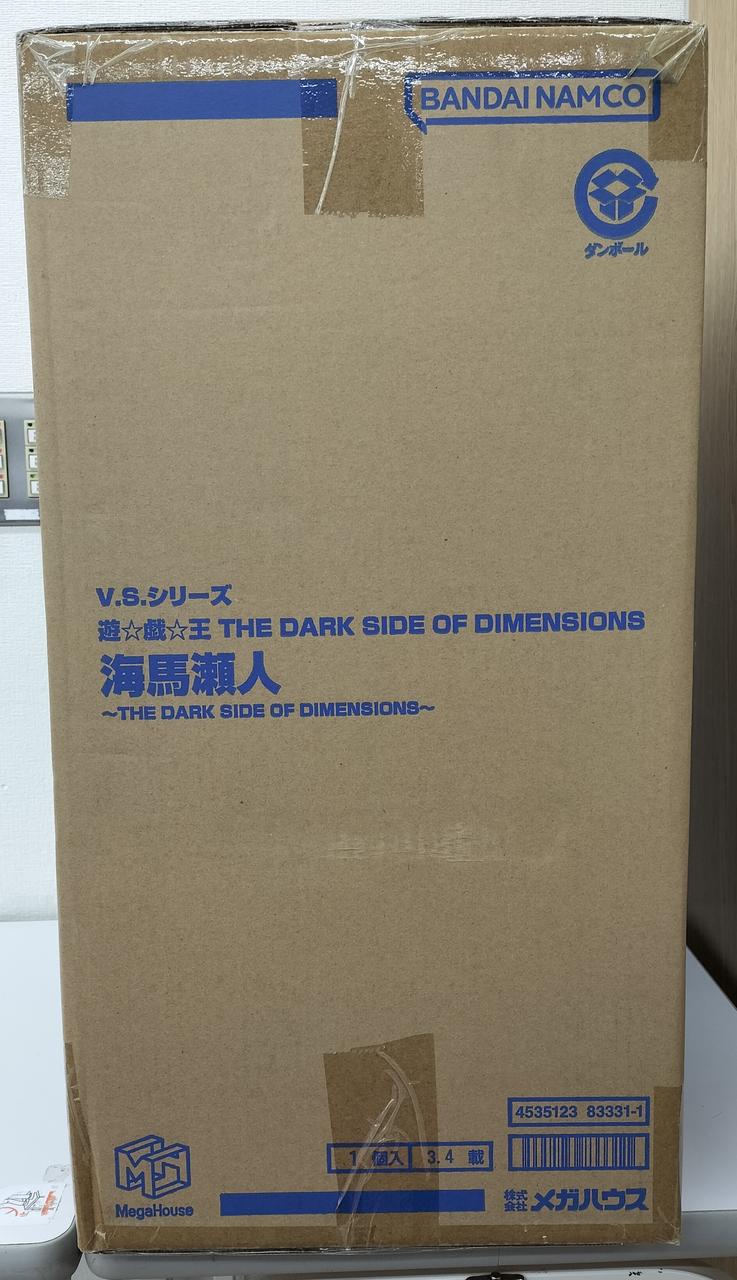 BANDAI NAMCO
ダンボール
V.S.シリーズ
遊☆戯☆王 THE DARK SIDE OF DIMENSIONS
海馬瀬人
~THE DARK SIDE OF DIMENSIONS~
4535123 83331-1
1 個入 3.4 載
MegaHouse
株式会社 メガハウス